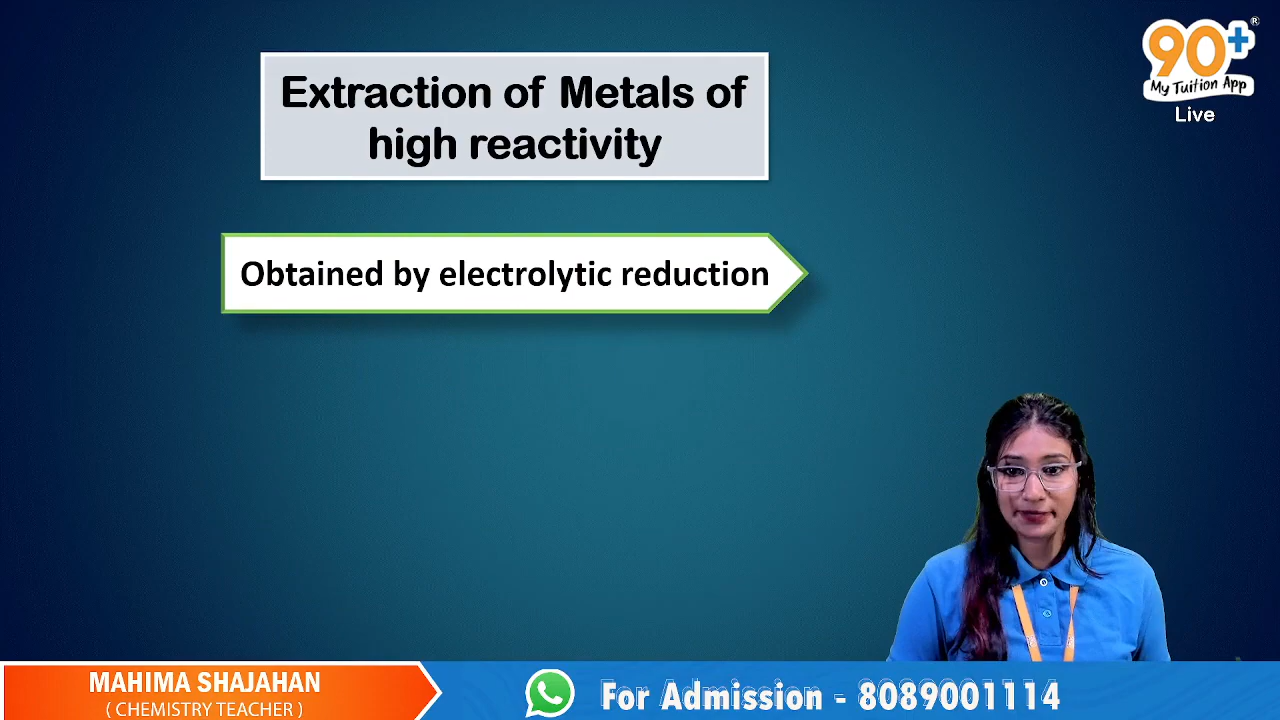 Extraction of Metals of
high reactivity
Obtained by electrolytic reduction
90+
®
My Tuition App
Live
MAHIMA SHAJAHAN
( CHEMISTRY TEACHER )
For Admission - 8089001114